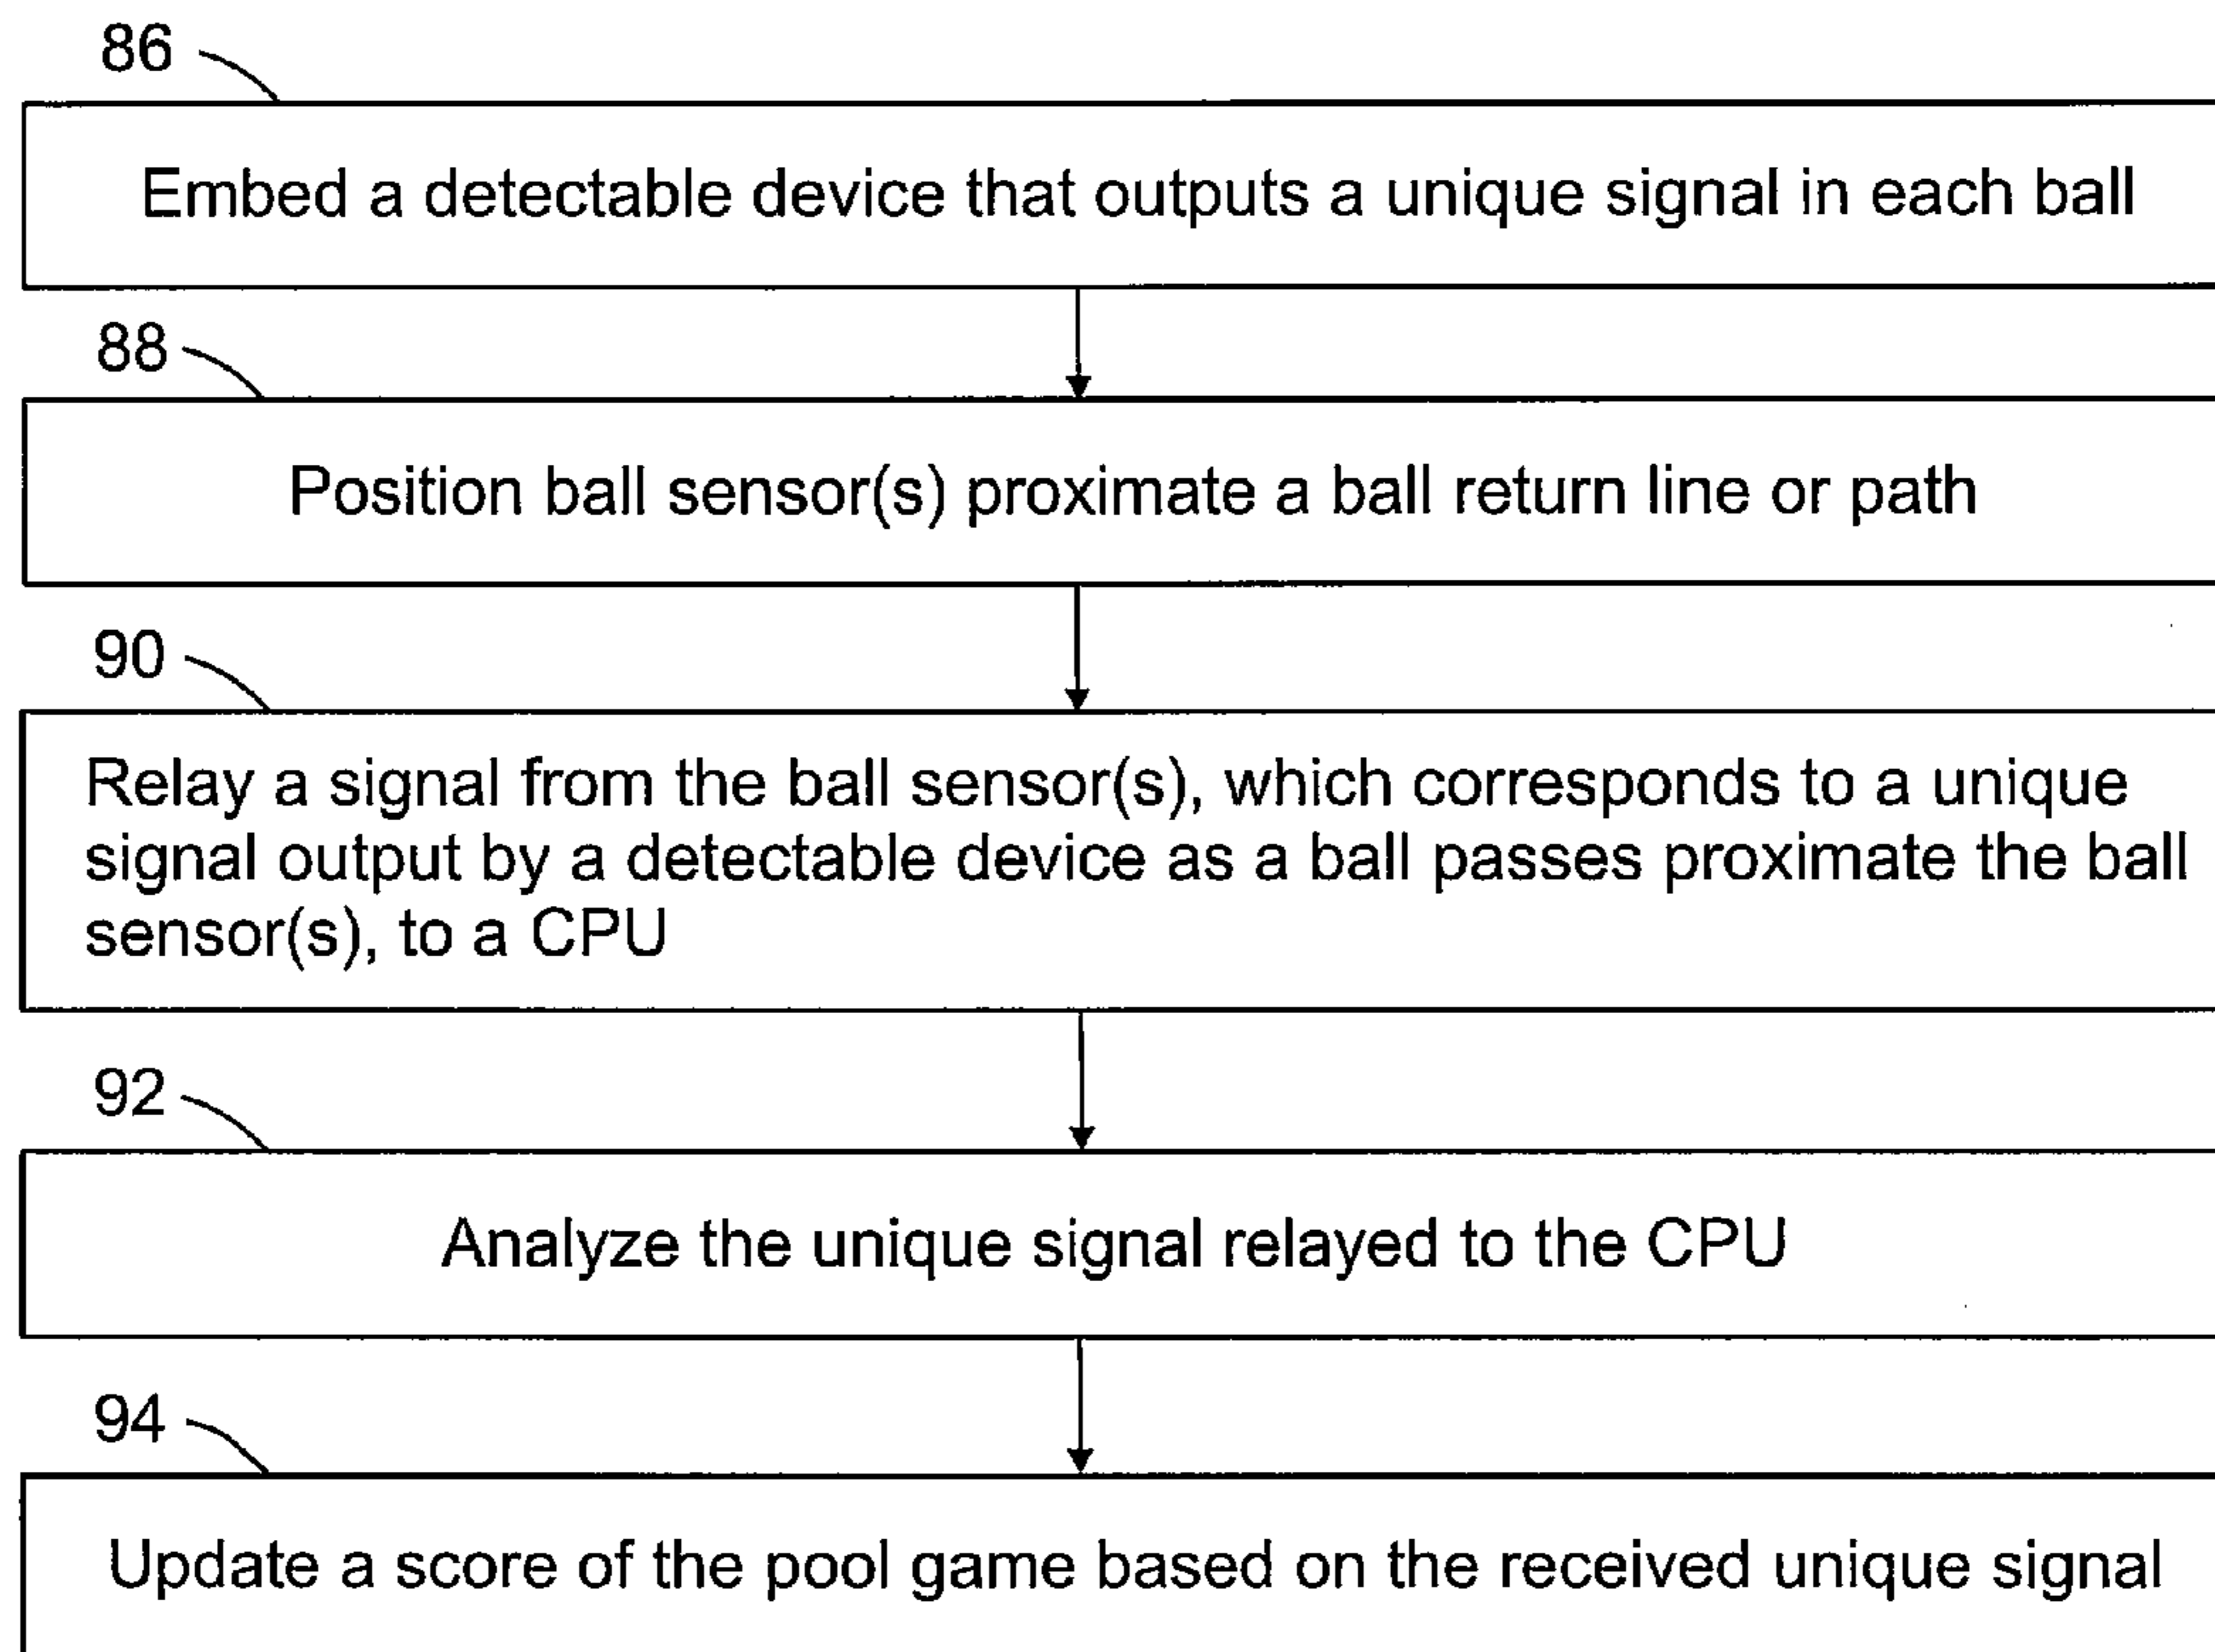 86
Embed a detectable device that outputs a unique signal in each ball
88
Position ball sensor(s) proximate a ball return line or path
90
Relay a signal from the ball sensor(s), which corresponds to a unique
signal output by a detectable device as a ball passes proximate the ball
sensor(s), to a CPU
92
Analyze the unique signal relayed to the CPU
94
Update a score of the pool game based on the received unique signal